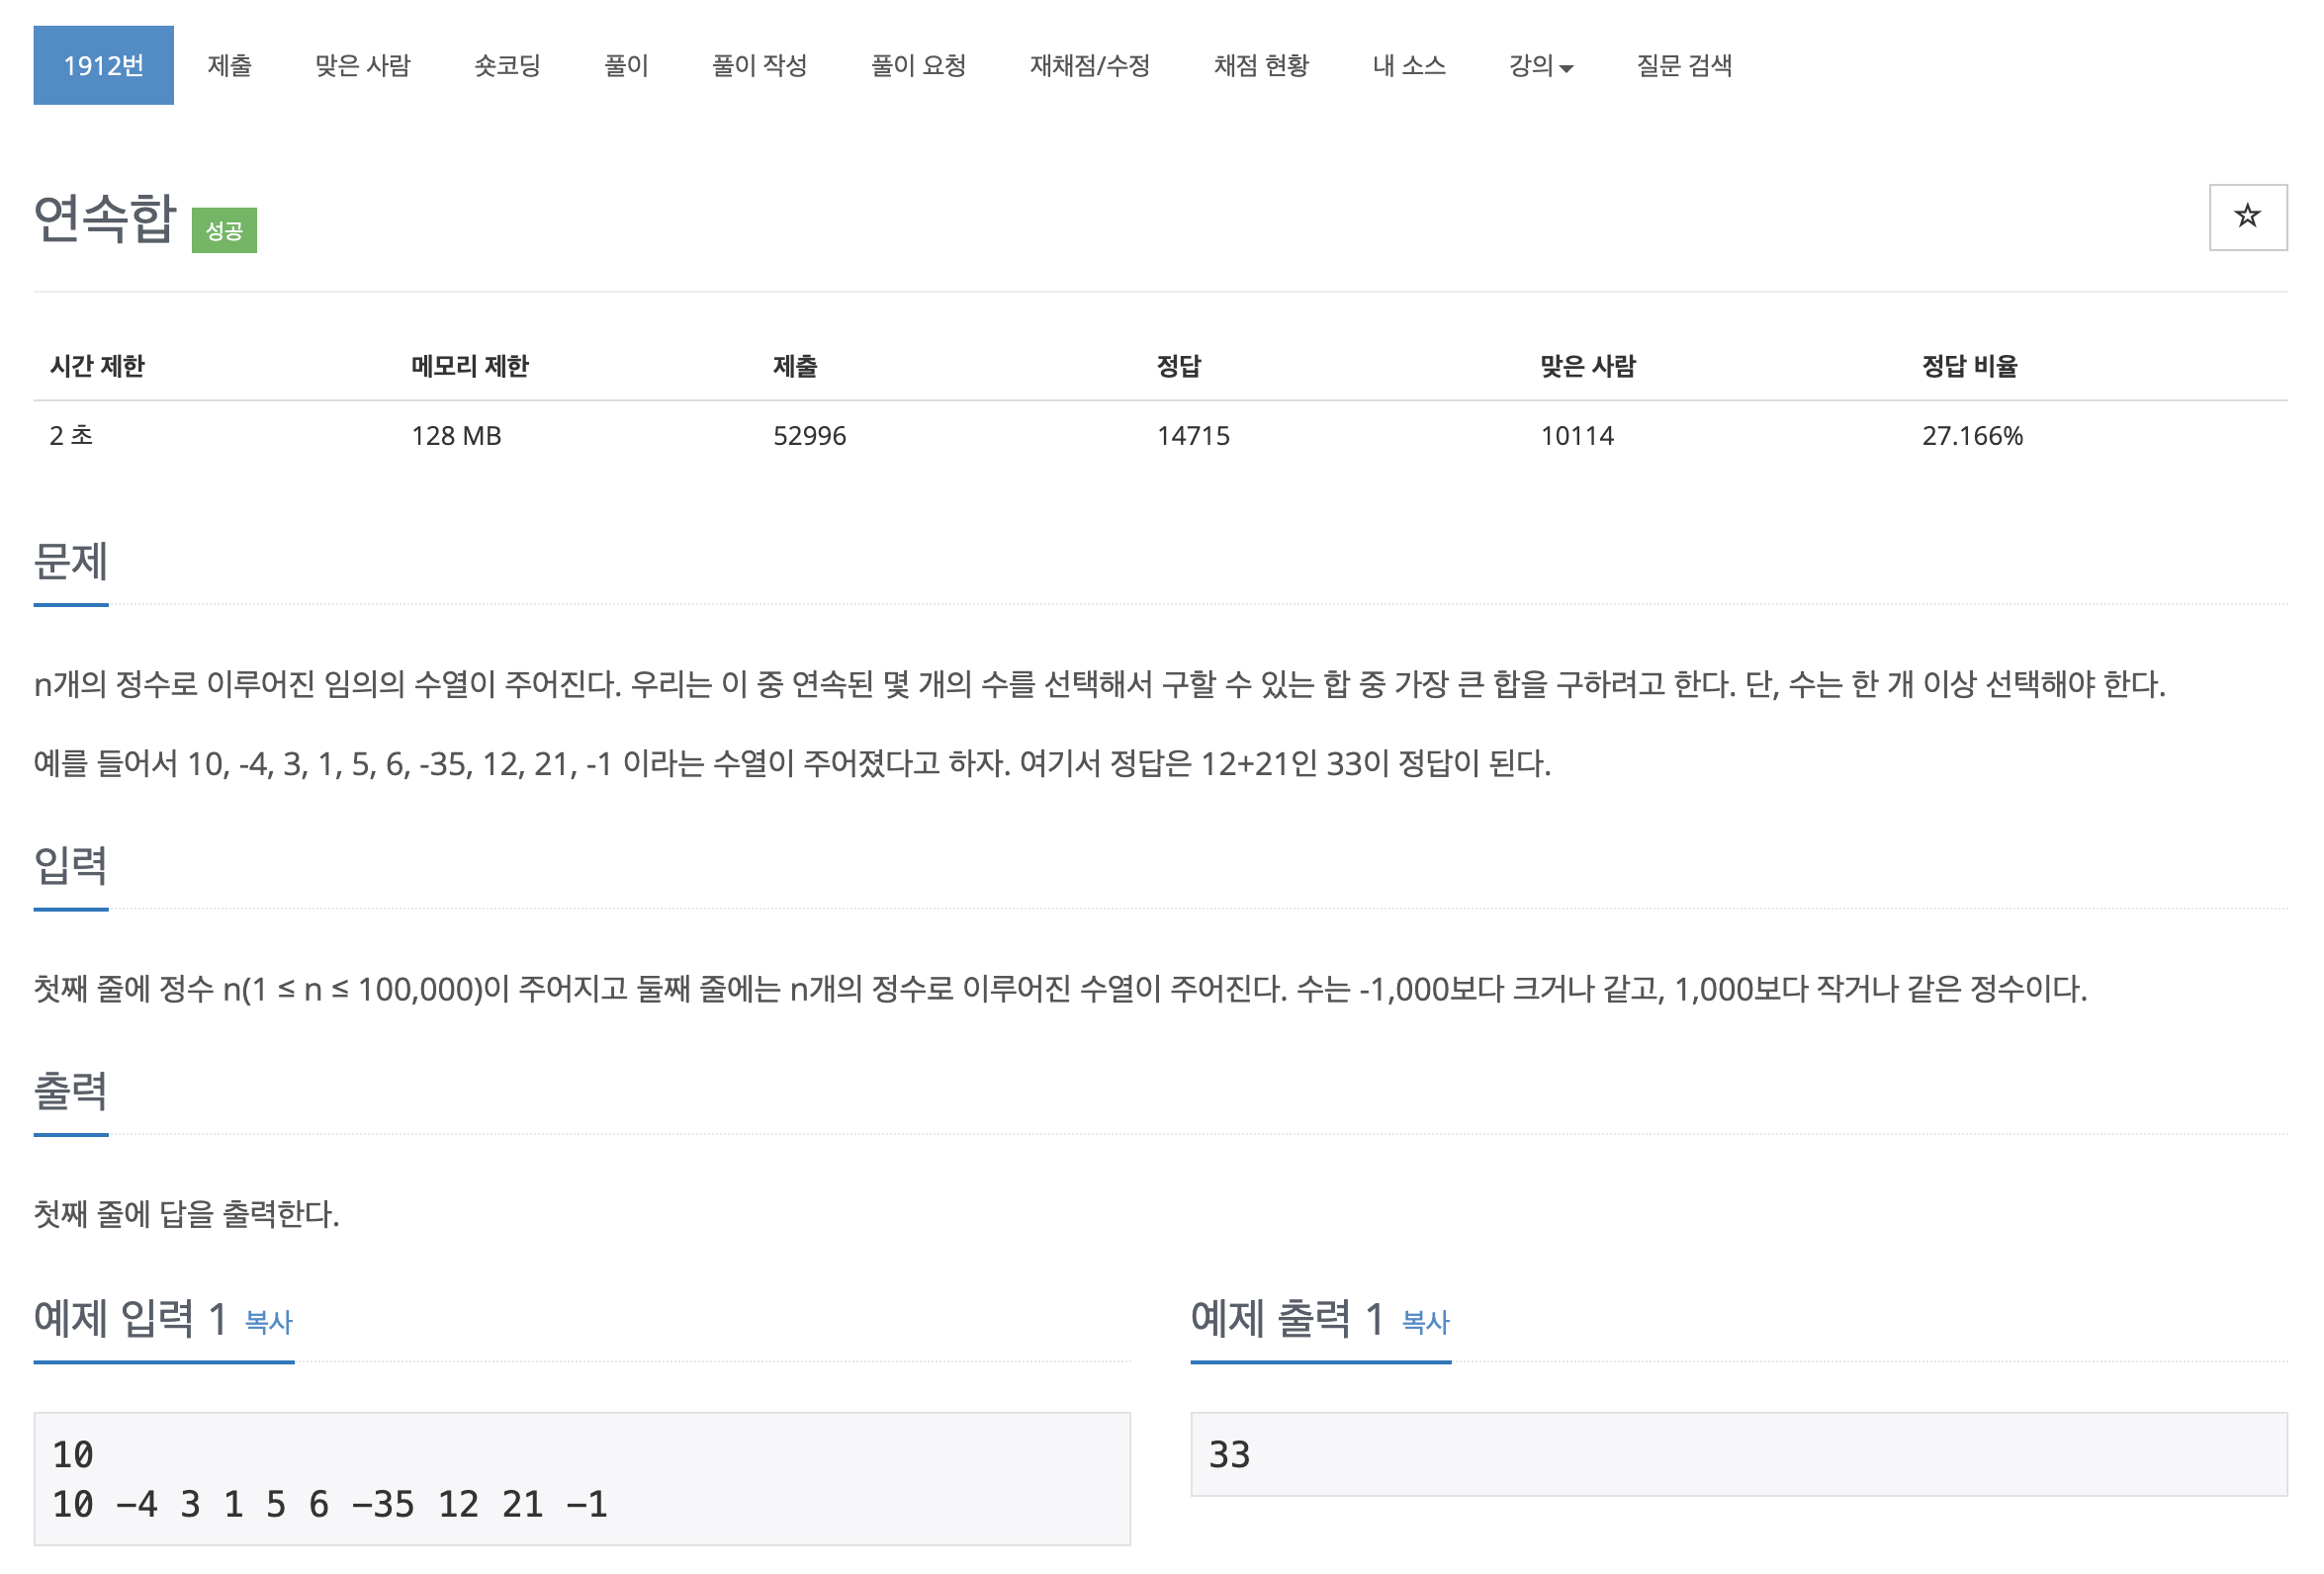 1912번 제출 맞은 사람 숏코딩 풀이 풀이 작성 풀이 요청 재채점/수정 채점 현황 내 소스 강의 질문 검색
연속합 성공
시간 제한 메모리 제한 제출 정답 맞은 사람 정답 비율
2 초 128 MB 52996 14715 10114 27.166%
문제
n개의 정수로 이루어진 임의의 수열이 주어진다. 우리는 이 중 연속된 몇 개의 수를 선택해서 구할 수 있는 합 중 가장 큰 합을 구하려고 한다. 단, 수는 한 개 이상 선택해야 한다.
예를 들어서 10, -4, 3, 1, 5, 6, -35, 12, 21, -1 이라는 수열이 주어졌다고 하자. 여기서 정답은 12+21인 33이 정답이 된다.
입력
첫째 줄에 정수 n(1 ≤ n ≤ 100,000)이 주어지고 둘째 줄에는 n개의 정수로 이루어진 수열이 주어진다. 수는 -1,000보다 크거나 같고, 1,000보다 작거나 같은 정수이다.
출력
첫째 줄에 답을 출력한다.
예제 입력 1 복사
10
10 -4 3 1 5 6 -35 12 21 -1
예제 출력 1 복사
33